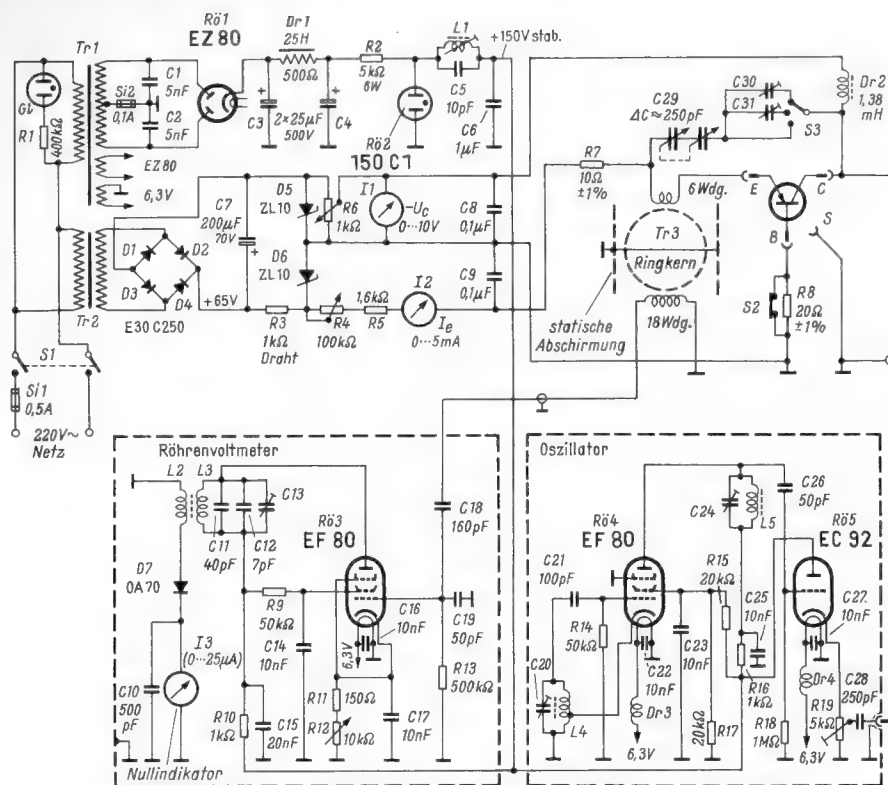 Tr1
Gl
R1
400kΩ
Si2
0,1A
C1
5nF
C2
5nF
EZ80
6,3V
Rö1
EZ 80
Dr1
25H
500Ω
C3
2×25µF
500V
C4
R2
5kΩ
6W
Rö2
150 C1
L1
C5
10pF
+150V stab.
C6
1µF
Dr2
1,38
mH
C29
ΔC≈250pF
C30
C31
S3
R7
10Ω
±1%
6Wdg.
E
C
B
S
Tr3
Ringkern
18Wdg.
statische
Abschirmung
S2
R8
20Ω
±1%
Tr2
D1
D2
D3
D4
E30 C250
C7
200µF
70V
+65V
D5
ZL10
D6
ZL10
R6
1kΩ
I1
-Uc
0...10V
C8
0,1µF
C9
0,1µF
R3
1kΩ
Draht
R4
100kΩ
1,6kΩ
R5
I2
Ie
0...5mA
S1
Si1
0,5A
220V~
Netz
Röhrenvoltmeter
L2
L3
C13
C11
40pF
C12
7pF
D7
OA70
I3
(0...25µA)
C10
500
pF
Nullindikator
R9
50kΩ
C14
10nF
R10
1kΩ
C15
20nF
Rö3
EF 80
C16
10nF
6,3V
R11
150Ω
R12
10kΩ
C17
10nF
C18
160pF
C19
50pF
R13
500kΩ
Oszillator
C21
100pF
C20
L4
R14
50kΩ
Rö4
EF 80
C22
10nF
Dr3
6,3V
C23
10nF
R15
20kΩ
R17
20kΩ
C24
L5
C25
10nF
R16
1kΩ
C26
50pF
Rö5
EC 92
C27
10nF
Dr4
6,3V
R18
1MΩ
R19
5kΩ
C28
250pF